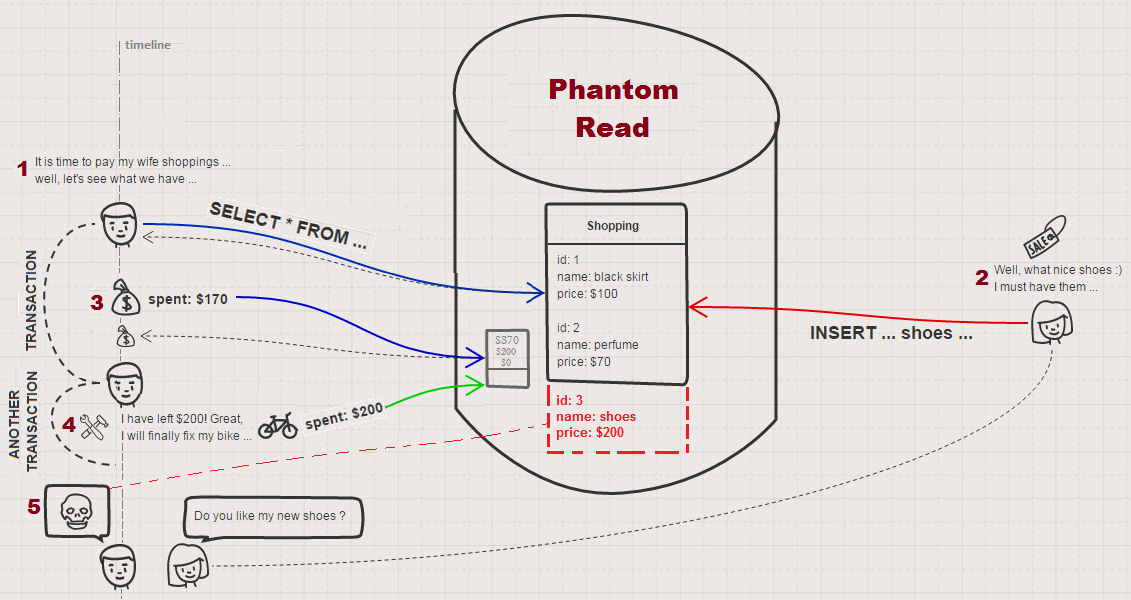 timeline
Phantom
Read
1 It is time to pay my wife shoppings ...
well, let's see what we have ...
SELECT * FROM ...
Shopping
id: 1
name: black skirt
price: $100
id: 2
name: perfume
price: $70
id: 3
name: shoes
price: $200
SALE
2 Well, what nice shoes :)
I must have them ...
INSERT ... shoes ...
TRANSACTION
3 $ spent: $170
$
$370
$200
$0
ANOTHER
TRANSACTION
4 I have left $200! Great,
I will finally fix my bike ...
spent: $200
5
Do you like my new shoes ?